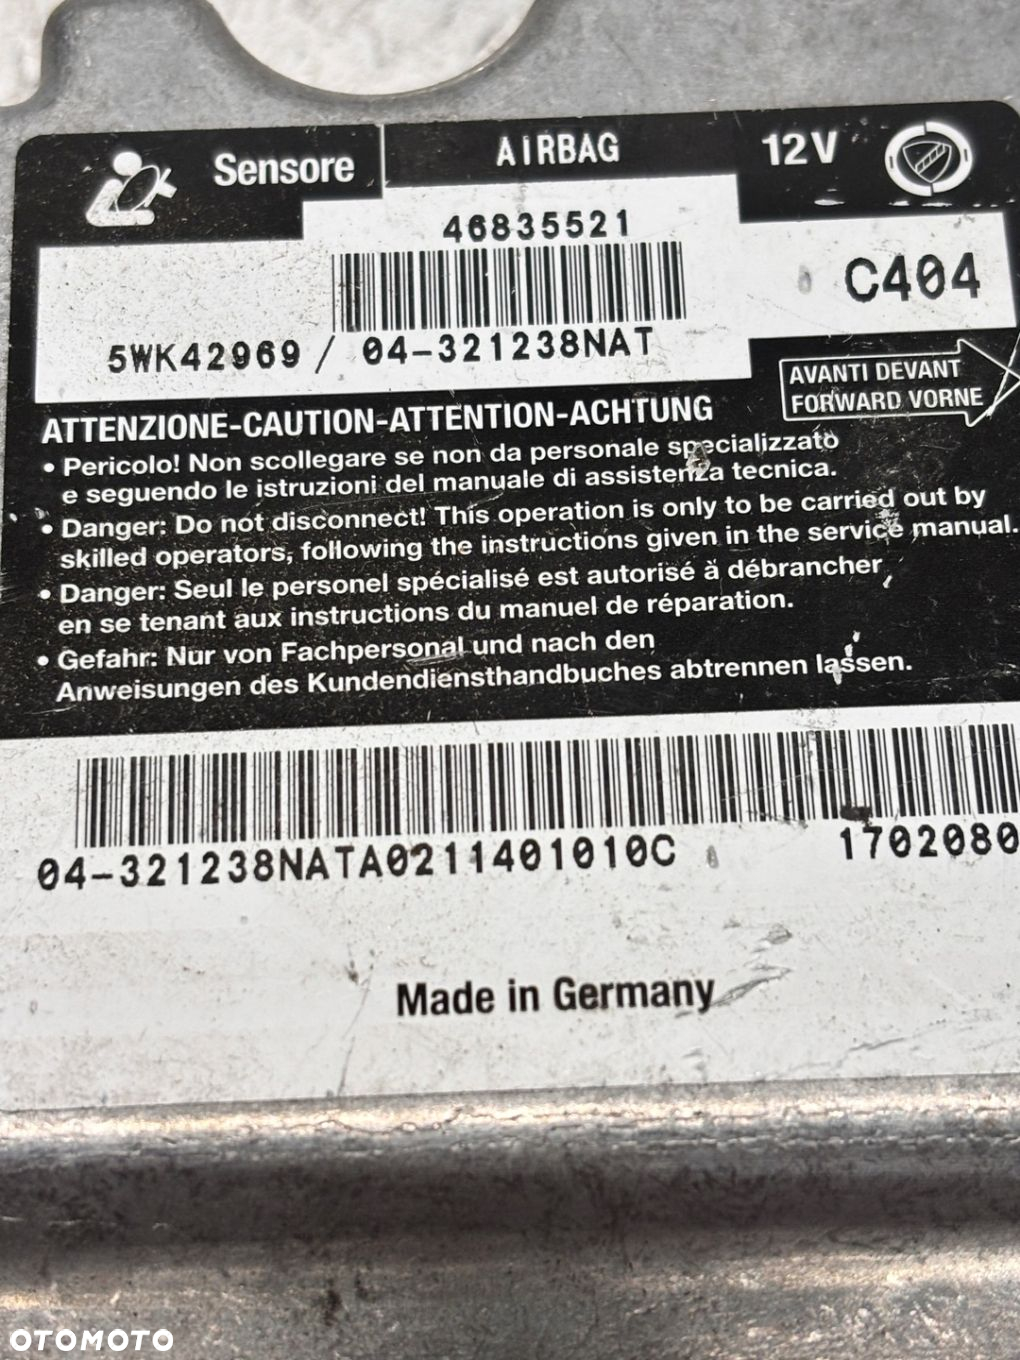 Sensore
AIRBAG
12V
46835521
C404
5WK42969 / 04-321238NAT
AVANTI DEVANT
FORWARD VORNE
ATTENZIONE-CAUTION-ATTENTION-ACHTUNG
• Pericolo! Non scollegare se non da personale specializzato
e seguendo le istruzioni del manuale di assistenza tecnica.
• Danger: Do not disconnect! This operation is only to be carried out by
skilled operators, following the instructions given in the service manual.
• Danger: Seul le personel spécialisé est autorisé à débrancher,
en se tenant aux instructions du manuel de réparation.
• Gefahr: Nur von Fachpersonal und nach den
Anweisungen des Kundendiensthandbuches abtrennen lassen.
04-321238NATA0211401010C
1702080
Made in Germany
OTOMOTO